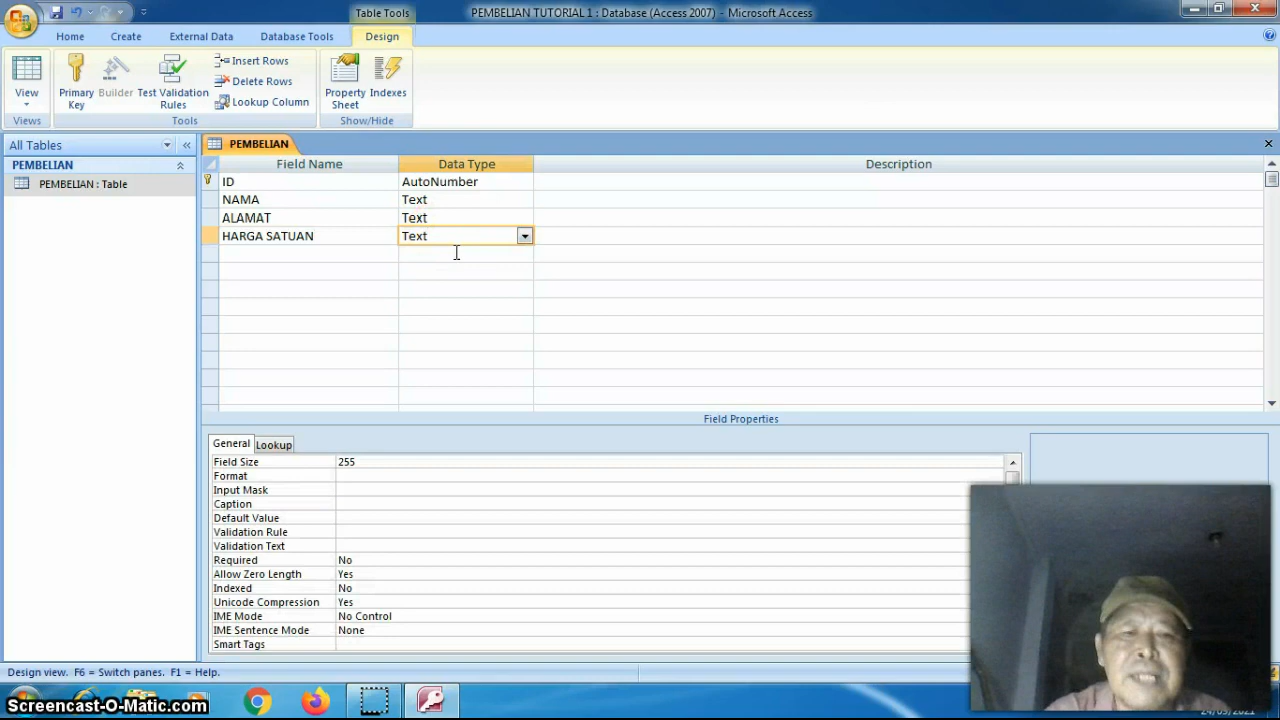 Table Tools
PEMBELIAN TUTORIAL 1 : Database (Access 2007) - Microsoft Access
Home
Create
External Data
Database Tools
Design
View
Primary Key
Builder
Test Validation Rules
Insert Rows
Delete Rows
Lookup Column
Property Sheet
Indexes
Views
Tools
Show/Hide
All Tables
PEMBELIAN
PEMBELIAN : Table
PEMBELIAN
Field Name Data Type Description
ID AutoNumber
NAMA Text
ALAMAT Text
HARGA SATUAN Text
Field Properties
General Lookup
Field Size 255
Format
Input Mask
Caption
Default Value
Validation Rule
Validation Text
Required No
Allow Zero Length Yes
Indexed No
Unicode Compression Yes
IME Mode No Control
IME Sentence Mode None
Smart Tags
Design view. F6 = Switch panes. F1 = Help.
SCREENCAST-O-MATIC.com